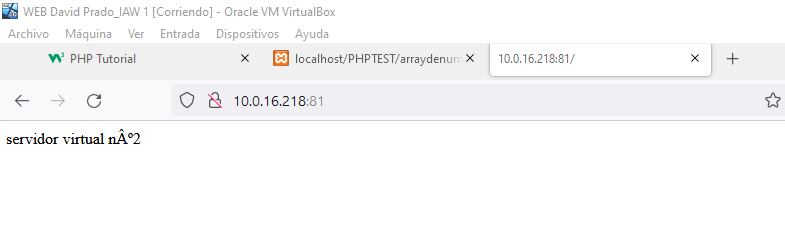 WEB David Prado_IAW 1 [Corriendo] - Oracle VM VirtualBox
Archivo Máquina Ver Entrada Dispositivos Ayuda
PHP Tutorial localhost/PHPTEST/arraydenum 10.0.16.218:81/
10.0.16.218:81
servidor virtual nÂº2